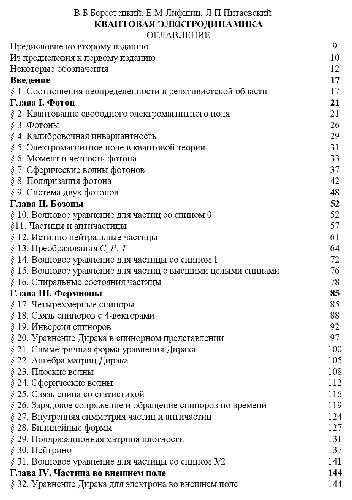 В Б Берестецкий, Е М Лифшиц, Л П Питаевский
КВАНТОВАЯ ЭЛЕКТРОДИНАМИКА
ОГЛАВЛЕНИЕ
Предисловие ко второму изданию 9
Из предисловия к первому изданию 10
Некоторые обозначения 12
Введение 17
§ 1. Соотношения неопределенности в релятивистской области 17
Глава I. Фотон 21
§ 2. Квантование свободного электромагнитного поля 21
§ 3. Фотоны 26
§ 4. Калибровочная инвариантность 29
§ 5. Электромагнитное поле в квантовой теории 31
§ 6. Момент и четность фотона 33
§ 7. Сферические волны фотонов 37
§ 8. Поляризация фотона 42
§ 9. Система двух фотонов 48
Глава II. Бозоны 52
§ 10. Волновое уравнение для частиц со спином 0 52
§11. Частицы и античастицы 57
§ 12. Истинно нейтральные частицы 61
§ 13. Преобразования C, P, T 64
§ 14. Волновое уравнение для частицы со спином 1 72
§ 15. Волновое уравнение для частиц с высшими целыми спинами 76
§ 16. Спиральные состояния частицы 78
Глава III. Фермионы 85
§ 17. Четырехмерные спиноры 85
§ 18. Связь спиноров с 4-векторами 88
§ 19. Инверсия спиноров 92
§ 20. Уравнение Дирака в спинорном представлении 97
§ 21. Симметричная форма уравнения Дирака 100
§ 22. Алгебра матриц Дирака 105
§ 23. Плоские волны 108
§ 24. Сферические волны 112
§ 25. Связь спина со статистикой 116
§ 26. Зарядовое сопряжение и обращение спиноров по времени 119
§ 27. Внутренняя симметрия частиц и античастиц 124
§ 28. Билинейные формы 127
§ 29. Поляризационная матрица плотности 131
§ 30. Нейтрино 137
§ 31. Волновое уравнение для частицы со спином 3/2 141
Глава IV. Частица во внешнем поле 144
§ 32. Уравнение Дирака для электрона во внешнем поле 144